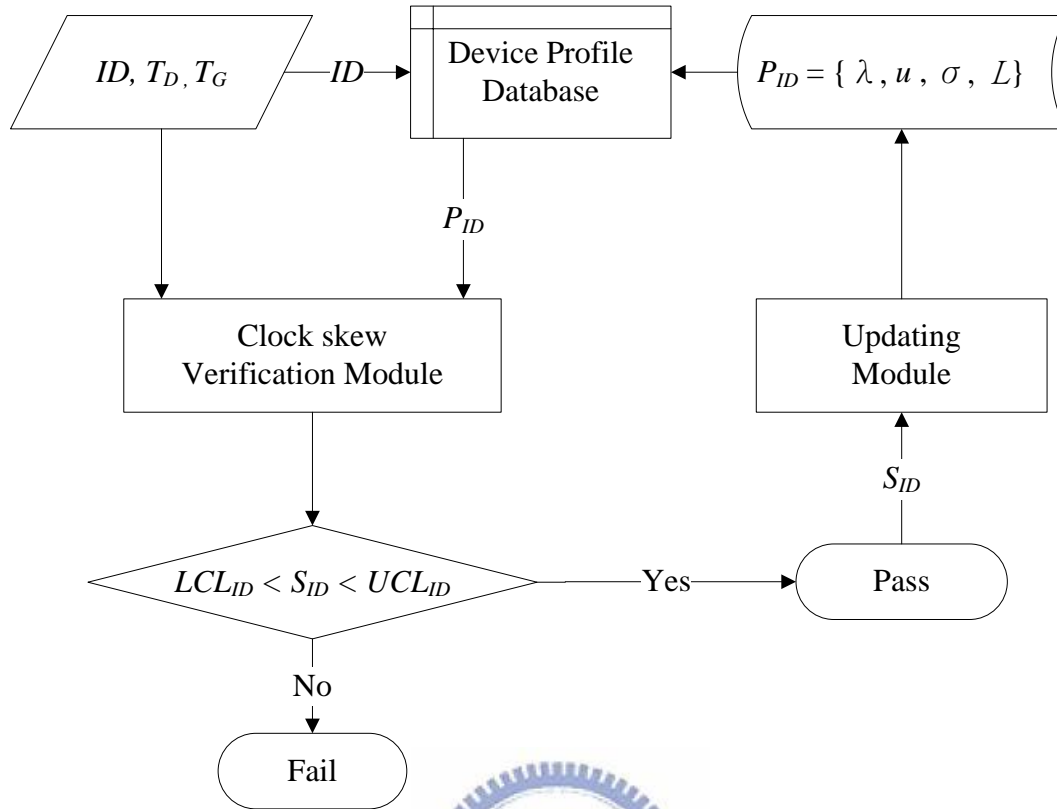 ID, T_D, T_G
ID
Device Profile
Database
P_ID = { λ , u , σ , L}
P_ID
Clock skew
Verification Module
Updating
Module
S_ID
LCL_ID < S_ID < UCL_ID
Yes
Pass
No
Fail